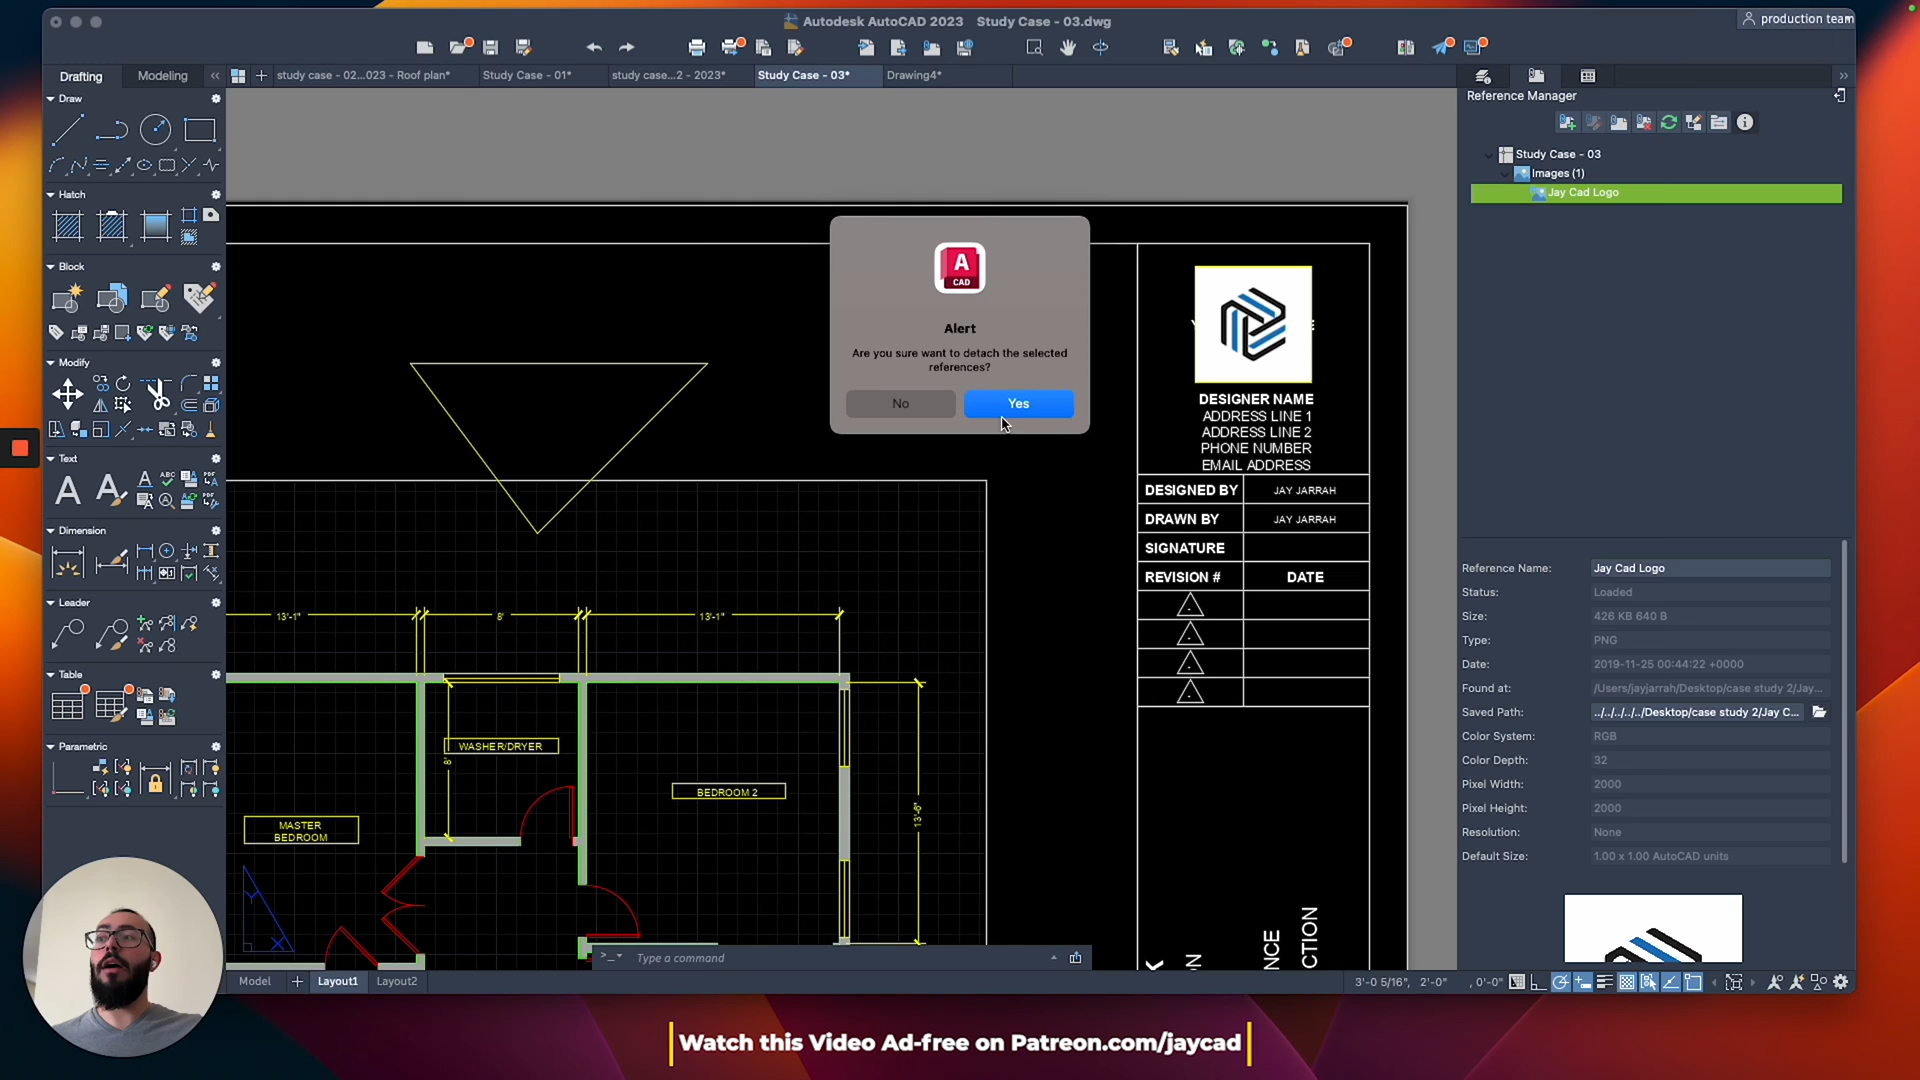 Autodesk AutoCAD 2023 Study Case - 03.dwg
production team
Drafting
Modeling
study case - 02...023 - Roof plan*
Study Case - 01*
study case...2 - 2023*
Study Case - 03*
Drawing4*
Draw
Hatch
Block
Modify
Text
Dimension
Leader
Table
Parametric
Reference Manager
Study Case - 03
Images (1)
Jay Cad Logo
A
CAD
Alert
Are you sure want to detach the selected
references?
No
Yes
DESIGNER NAME
ADDRESS LINE 1
ADDRESS LINE 2
PHONE NUMBER
EMAIL ADDRESS
DESIGNED BY
JAY JARRAH
DRAWN BY
JAY JARRAH
SIGNATURE
REVISION #
DATE
13'-1"
8'
13'-1"
WASHER/DRYER
8'
BEDROOM 2
13'-6"
MASTER
BEDROOM
Reference Name:
Jay Cad Logo
Status:
Loaded
Size:
426 KB 640 B
Type:
PNG
Date:
2019-11-25 00:44:22 +0000
Found at:
/Users/jayjarrah/Desktop/case study 2/Jay...
Saved Path:
../../../../../Desktop/case study 2/Jay C...
Color System:
RGB
Color Depth:
32
Pixel Width:
2000
Pixel Height:
2000
Resolution:
None
Default Size:
1.00 x 1.00 AutoCAD units
Type a command
Model
Layout1
Layout2
3'-0 5/16", 2'-0" , 0'-0"
Watch this Video Ad-free on Patreon.com/jaycad